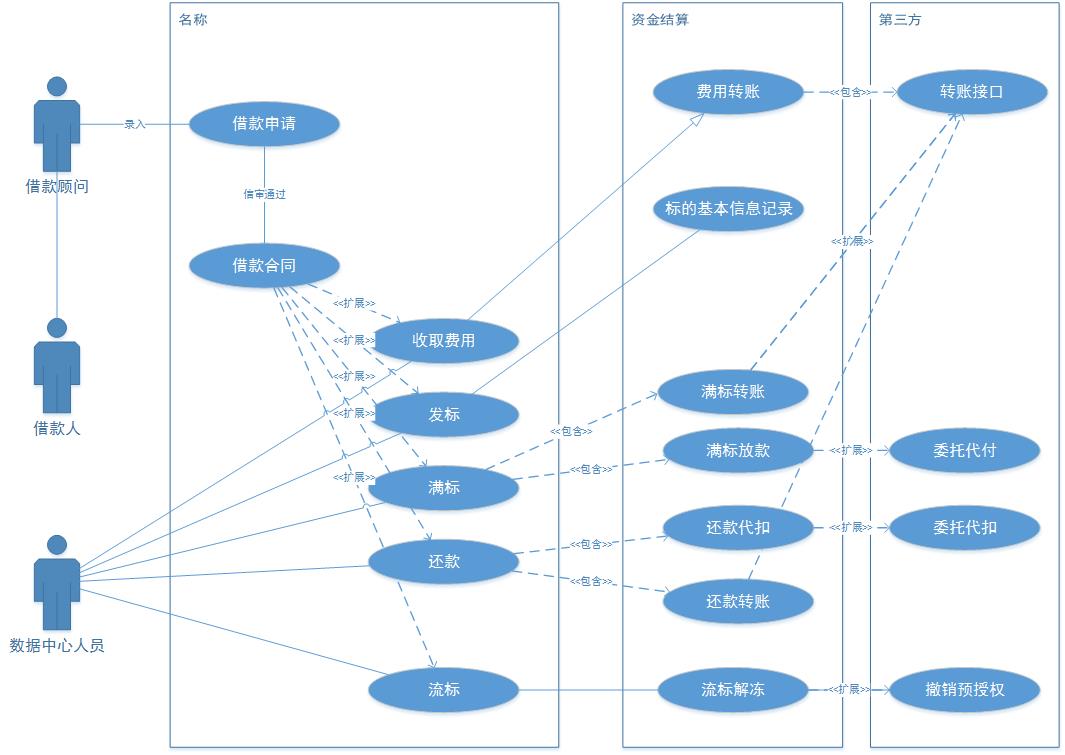 名称
资金结算
第三方
费用转账
<<包含>>
转账接口
借款申请
录入
借款顾问
信审通过
标的基本信息记录
<<扩展>>
借款合同
<<扩展>>
收取费用
<<扩展>>
<<扩展>>
满标转账
发标
<<扩展>>
借款人
<<包含>>
满标放款
<<扩展>>
委托代付
<<包含>>
<<扩展>>
满标
还款代扣
<<扩展>>
委托代扣
<<包含>>
还款
<<包含>>
还款转账
数据中心人员
流标
流标解冻
<<扩展>>
撤销预授权